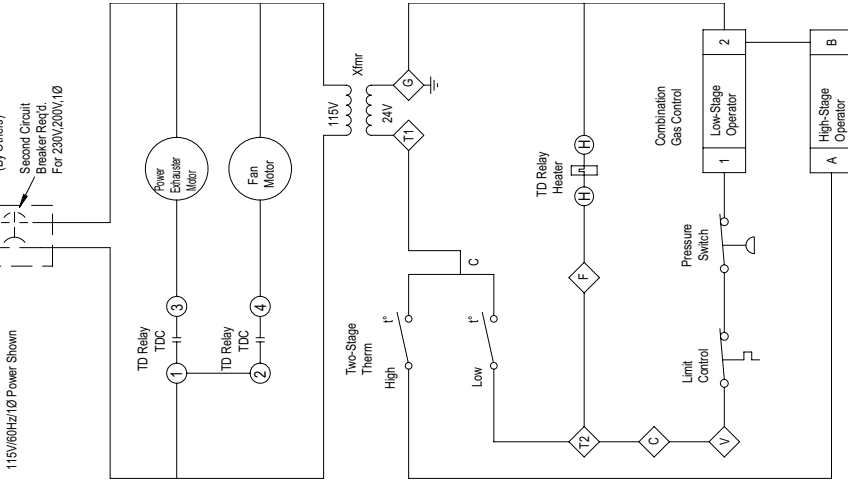 (By Others)
Second Circuit
Breaker Req'd.
For 230V,200V,1Ø
115V/60Hz/1Ø Power Shown
Power
Exhauster
Motor
Fan
Motor
TD Relay
TDC
1
3
TD Relay
TDC
2
4
115V
Xfmr
24V
T1
G
Two-Stage
Therm
High
t°
C
Low
t°
TD Relay
Heater
T2
F
H
H
C
V
Combination
Gas Control
Limit
Control
Pressure
Switch
1
Low-Stage
Operator
2
A
High-Stage
Operator
B